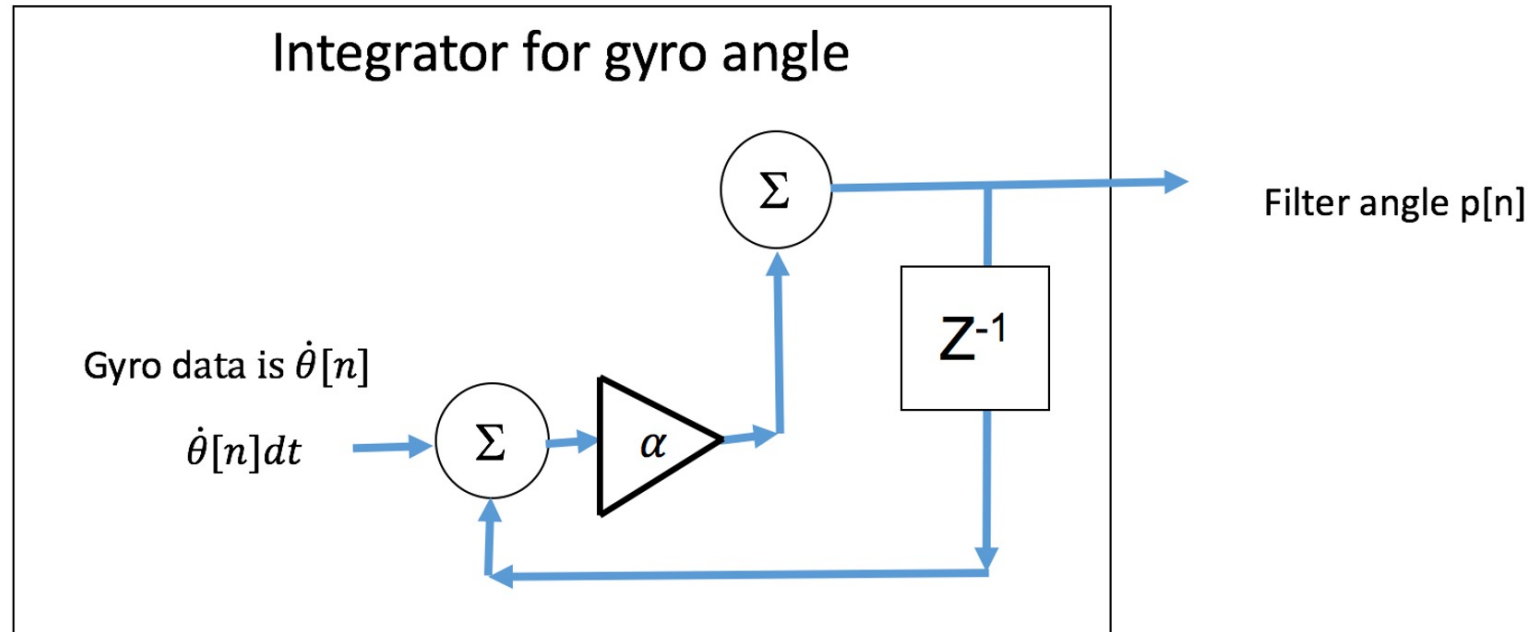 Integrator for gyro angle
Σ
Filter angle p[n]
Z⁻¹
Gyro data is θ̇[n]
θ̇[n]dt
Σ
α